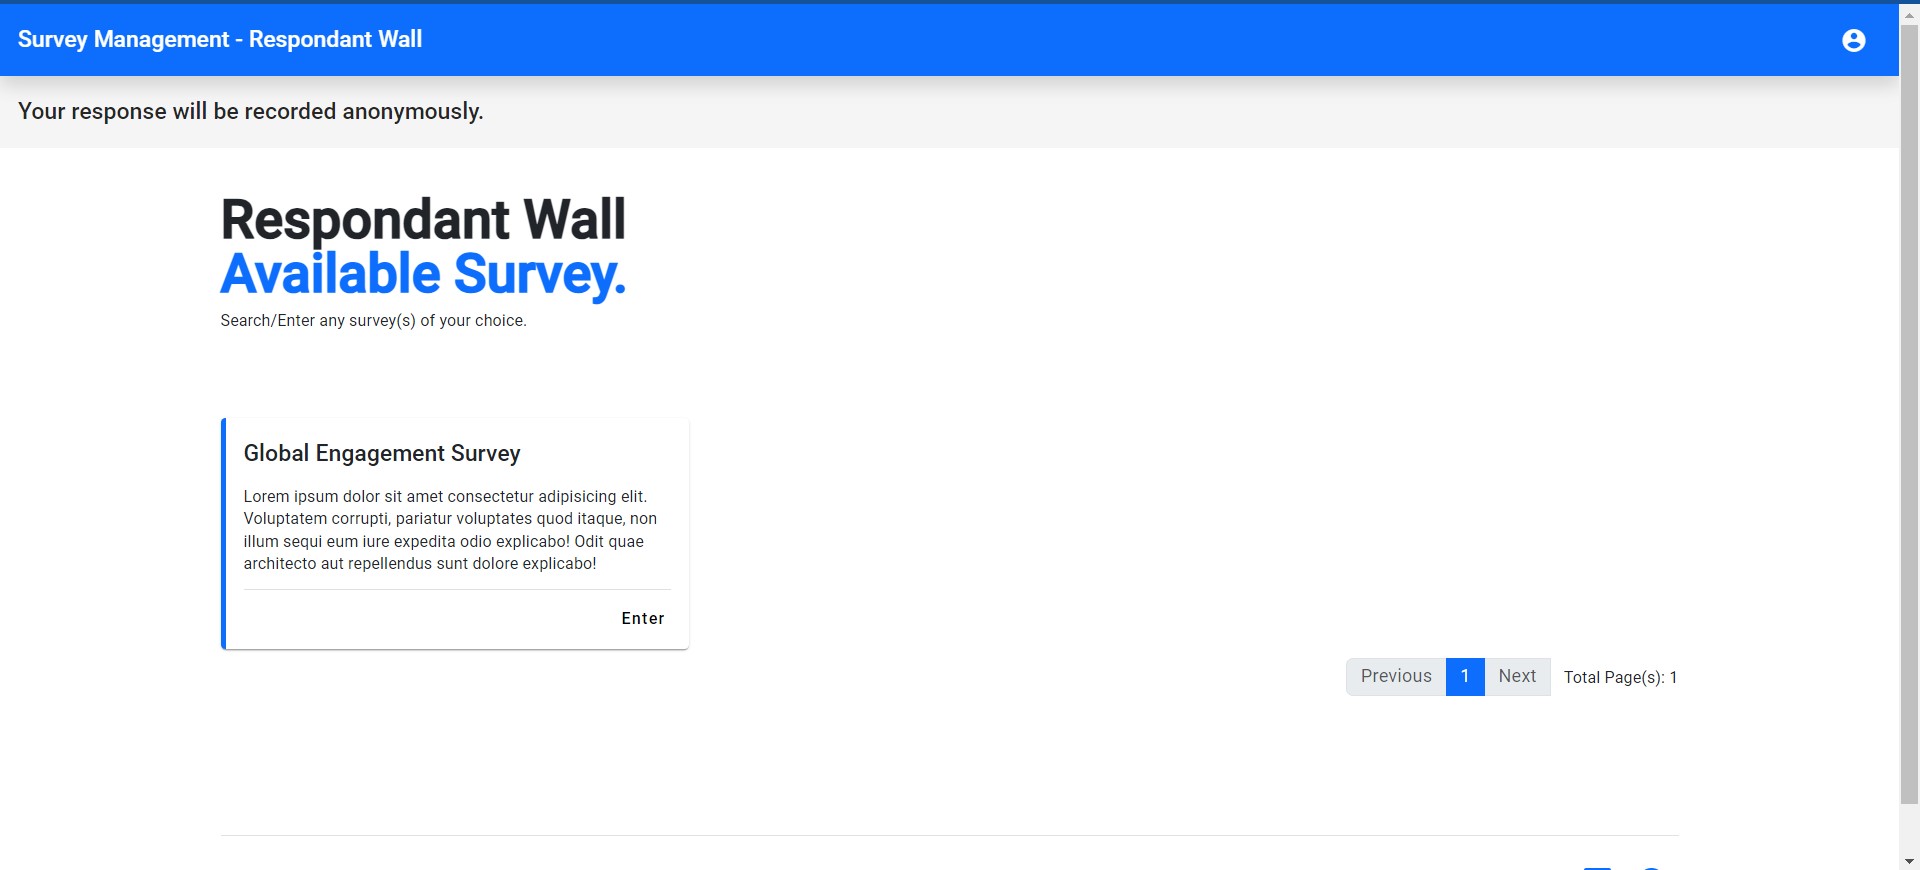 Survey Management - Respondant Wall
Your response will be recorded anonymously.
Respondant Wall
Available Survey.
Search/Enter any survey(s) of your choice.
Global Engagement Survey
Lorem ipsum dolor sit amet consectetur adipisicing elit.
Voluptatem corrupti, pariatur voluptates quod itaque, non
illum sequi eum iure expedita odio explicabo! Odit quae
architecto aut repellendus sunt dolore explicabo!
Enter
Previous 1 Next Total Page(s): 1